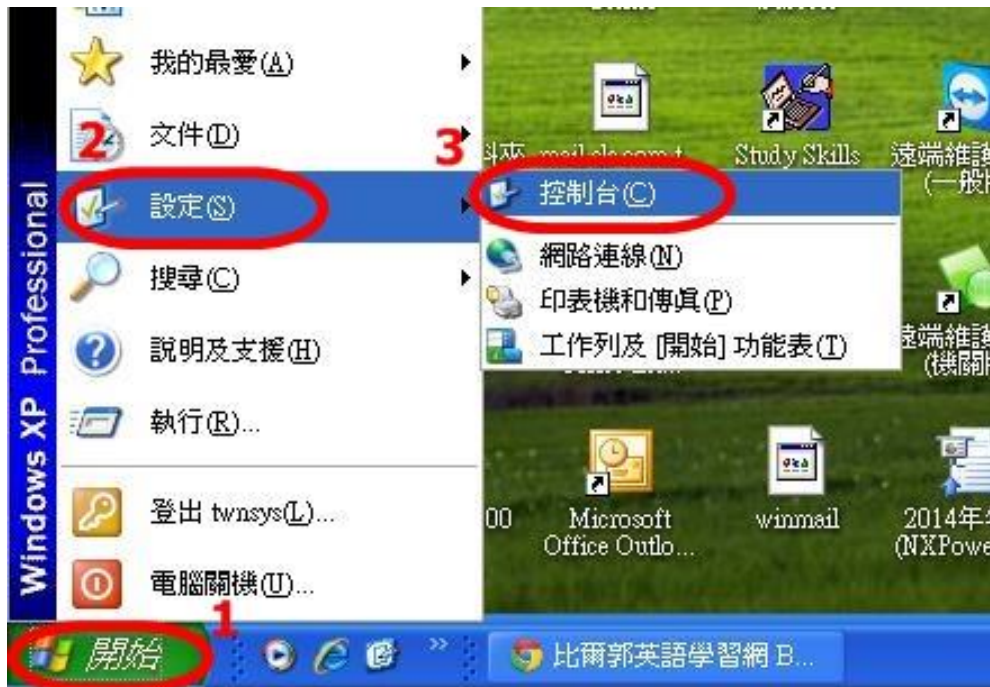 我的最愛(A)
2
文件(D)
3
設定(S)
搜尋(C)
說明及支援(H)
執行(R)...
登出 twnsys(L)...
電腦關機(U)...
1
Windows XP Professional
控制台(C)
網路連線(N)
印表機和傳真(P)
工作列及 [開始] 功能表(T)
Study Skills
遠端維護
(一般
遠端維護
(機關
00
Microsoft
Office Outlo...
winmail
2014年
(NXPowe
開始
比爾郭英語學習網 B...